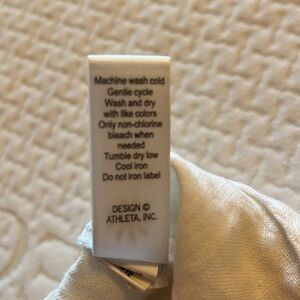 Machine wash cold
Gentle cycle
Wash and dry
with like colors
Only non-chlorine
bleach when
needed
Tumble dry low
Cool iron
Do not iron label
DESIGN ©
ATHLETA, INC.